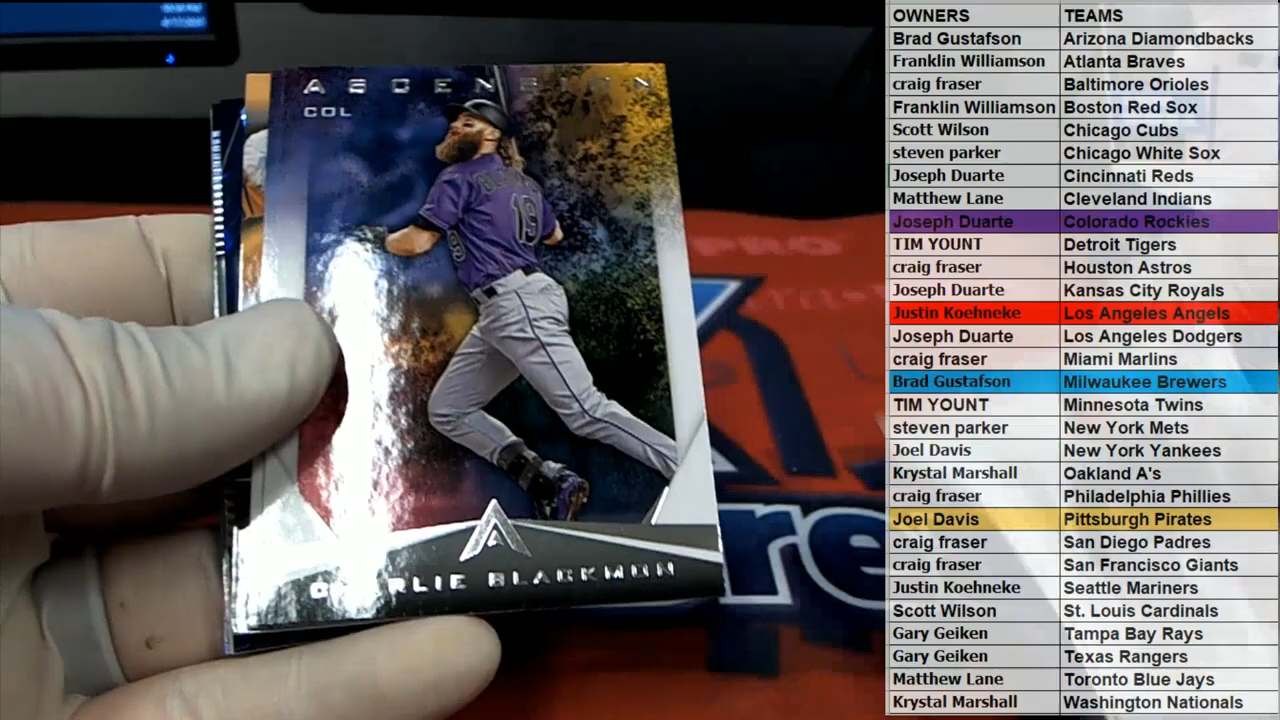 ASCENSION
COL
19
CHARLIE BLACKMON
PRO
re
OWNERS TEAMS
Brad Gustafson Arizona Diamondbacks
Franklin Williamson Atlanta Braves
craig fraser Baltimore Orioles
Franklin Williamson Boston Red Sox
Scott Wilson Chicago Cubs
steven parker Chicago White Sox
Joseph Duarte Cincinnati Reds
Matthew Lane Cleveland Indians
Joseph Duarte Colorado Rockies
TIM YOUNT Detroit Tigers
craig fraser Houston Astros
Joseph Duarte Kansas City Royals
Justin Koehneke Los Angeles Angels
Joseph Duarte Los Angeles Dodgers
craig fraser Miami Marlins
Brad Gustafson Milwaukee Brewers
TIM YOUNT Minnesota Twins
steven parker New York Mets
Joel Davis New York Yankees
Krystal Marshall Oakland A's
craig fraser Philadelphia Phillies
Joel Davis Pittsburgh Pirates
craig fraser San Diego Padres
craig fraser San Francisco Giants
Justin Koehneke Seattle Mariners
Scott Wilson St. Louis Cardinals
Gary Geiken Tampa Bay Rays
Gary Geiken Texas Rangers
Matthew Lane Toronto Blue Jays
Krystal Marshall Washington Nationals